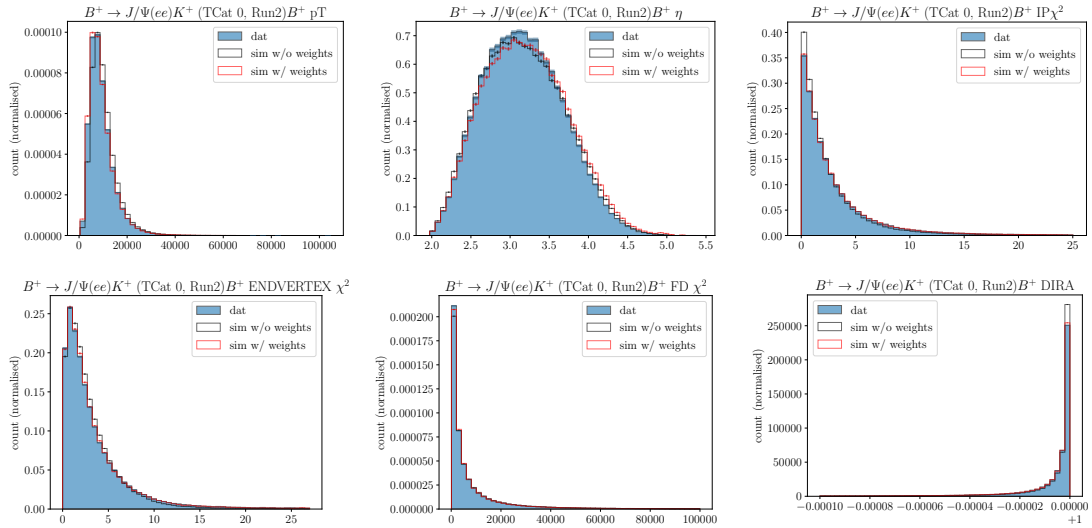 B⁺ → J/Ψ(ee)K⁺ (TCat 0, Run2)B⁺ pT
count (normalised)
0.00010
0.00008
0.00006
0.00004
0.00002
0.00000
0 20000 40000 60000 80000 100000
dat
sim w/o weights
sim w/ weights
B⁺ → J/Ψ(ee)K⁺ (TCat 0, Run2)B⁺ η
count (normalised)
0.7
0.6
0.5
0.4
0.3
0.2
0.1
0.0
2.0 2.5 3.0 3.5 4.0 4.5 5.0 5.5
dat
sim w/o weights
sim w/ weights
B⁺ → J/Ψ(ee)K⁺ (TCat 0, Run2)B⁺ IPχ²
count (normalised)
0.40
0.35
0.30
0.25
0.20
0.15
0.10
0.05
0.00
0 5 10 15 20 25
dat
sim w/o weights
sim w/ weights
B⁺ → J/Ψ(ee)K⁺ (TCat 0, Run2)B⁺ ENDVERTEX χ²
count (normalised)
0.25
0.20
0.15
0.10
0.05
0.00
0 5 10 15 20 25
dat
sim w/o weights
sim w/ weights
B⁺ → J/Ψ(ee)K⁺ (TCat 0, Run2)B⁺ FD χ²
count (normalised)
0.000200
0.000175
0.000150
0.000125
0.000100
0.000075
0.000050
0.000025
0.000000
0 20000 40000 60000 80000 100000
dat
sim w/o weights
sim w/ weights
B⁺ → J/Ψ(ee)K⁺ (TCat 0, Run2)B⁺ DIRA
count (normalised)
250000
200000
150000
100000
50000
0
−0.00010 −0.00008 −0.00006 −0.00004 −0.00002 0.00000
+1
dat
sim w/o weights
sim w/ weights